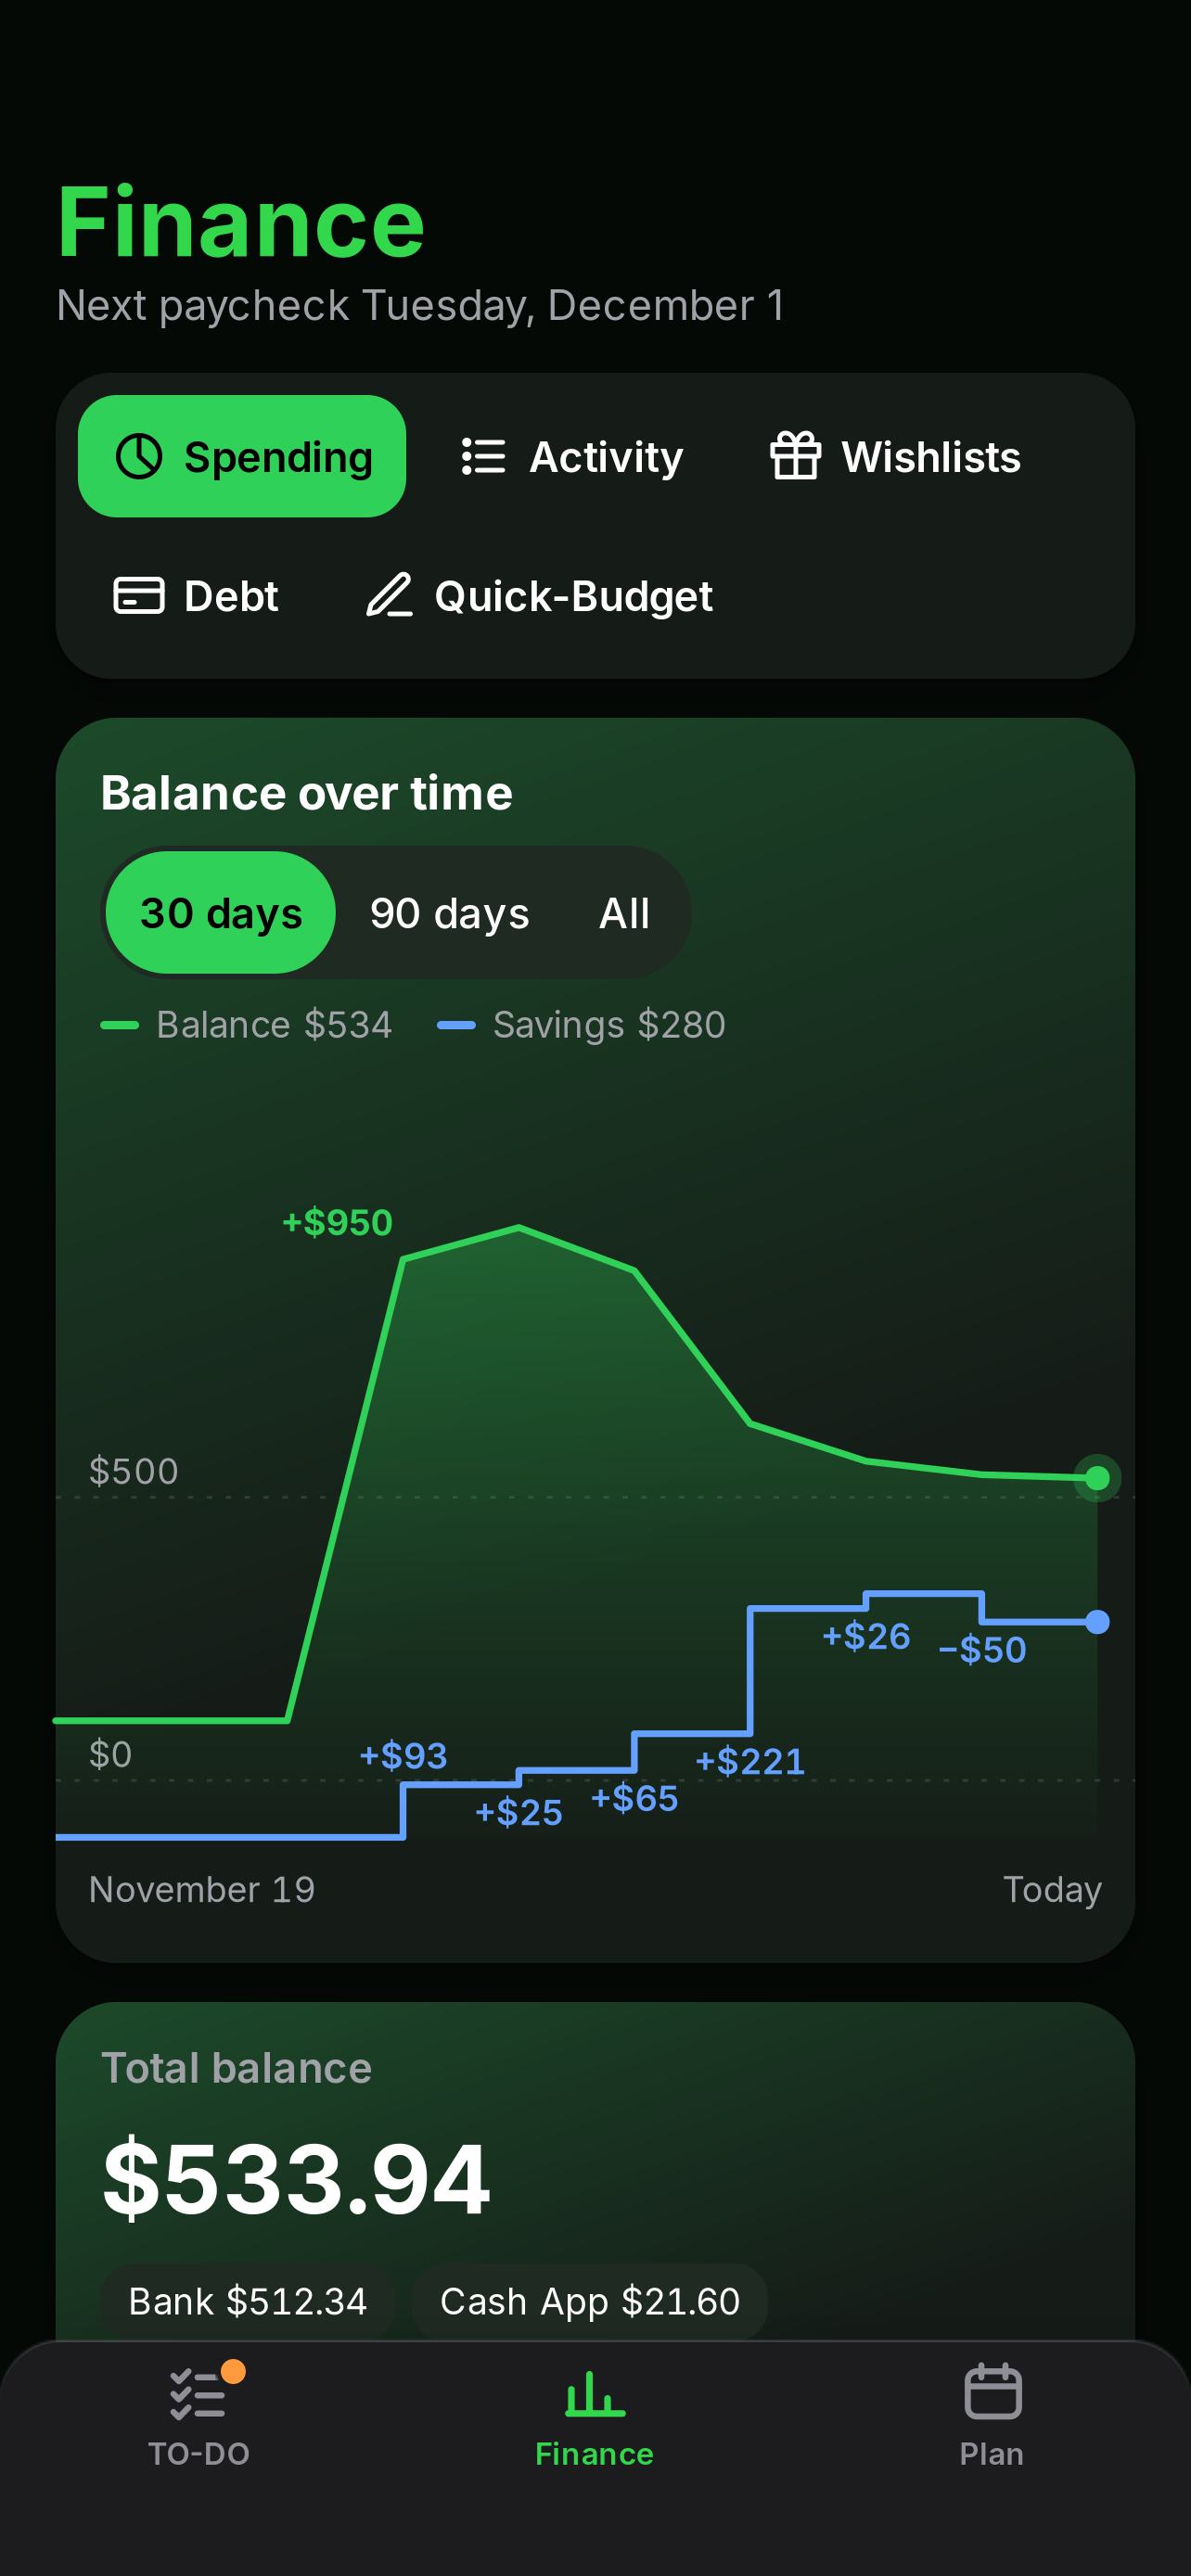 Finance
Next paycheck Tuesday, December 1
Spending Activity Wishlists
Debt Quick-Budget
Balance over time
30 days 90 days All
Balance $534 Savings $280
+$950
$500
+$26 −$50
$0 +$93 +$221
+$25 +$65
November 19 Today
Total balance
$533.94
Bank $512.34 Cash App $21.60
TO-DO Finance Plan